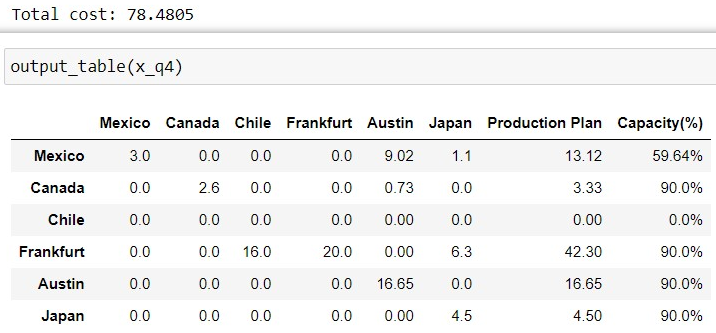 Total cost: 78.4805
output_table(x_q4)
Mexico Canada Chile Frankfurt Austin Japan Production Plan Capacity(%)
Mexico 3.0 0.0 0.0 0.0 9.02 1.1 13.12 59.64%
Canada 0.0 2.6 0.0 0.0 0.73 0.0 3.33 90.0%
Chile 0.0 0.0 0.0 0.0 0.00 0.0 0.00 0.0%
Frankfurt 0.0 0.0 16.0 20.0 0.00 6.3 42.30 90.0%
Austin 0.0 0.0 0.0 0.0 16.65 0.0 16.65 90.0%
Japan 0.0 0.0 0.0 0.0 0.00 4.5 4.50 90.0%